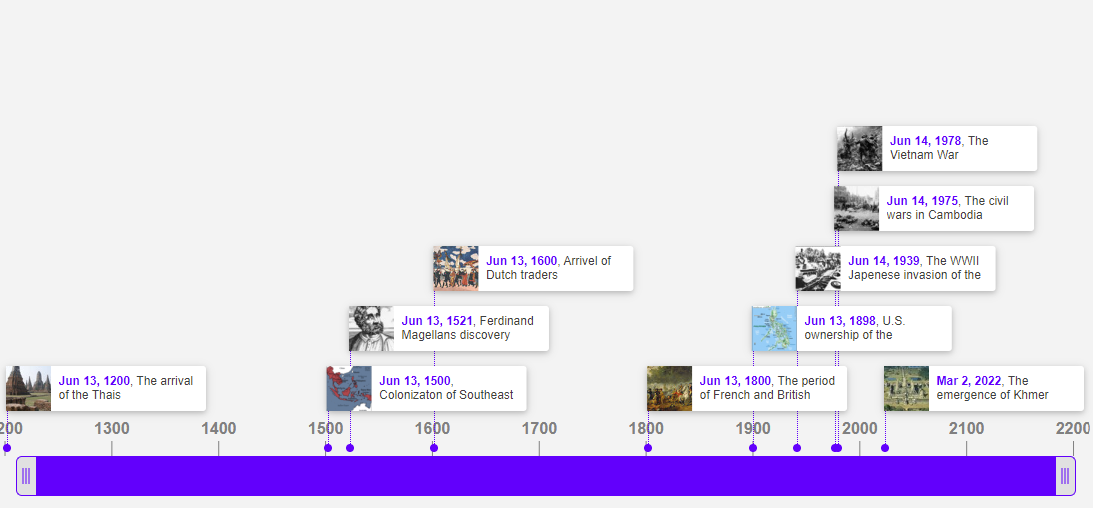 Jun 14, 1978, The
Vietnam War
Jun 14, 1975, The civil
wars in Cambodia
Jun 13, 1600, Arrivel of
Dutch traders
Jun 14, 1939, The WWII
Japenese invasion of the
Jun 13, 1521, Ferdinand
Magellans discovery
Jun 13, 1898, U.S.
ownership of the
Jun 13, 1200, The arrival
of the Thais
Jun 13, 1500,
Colonizaton of Southeast
Jun 13, 1800, The period
of French and British
Mar 2, 2022, The
emergence of Khmer
200 1300 1400 1500 1600 1700 1800 1900 2000 2100 2200